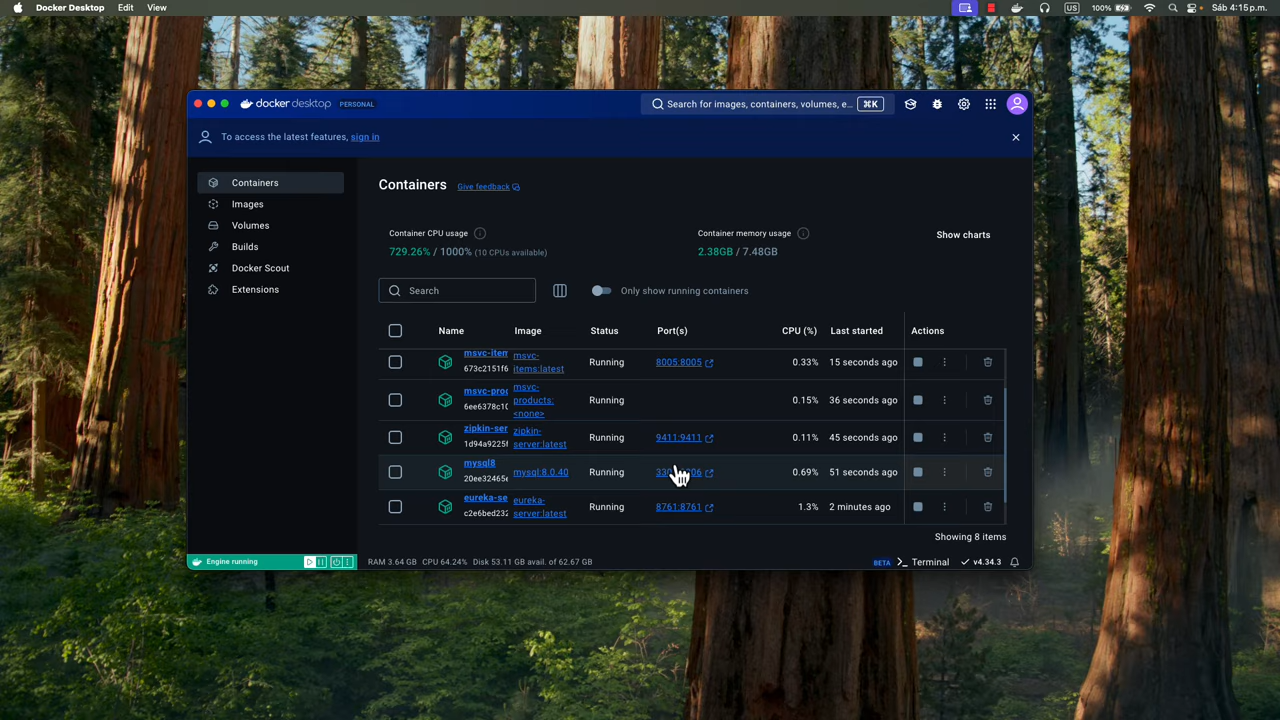 Docker Desktop Edit View
US 100% Sáb 4:15 p.m.
docker desktop PERSONAL
Search for images, containers, volumes, e... ⌘K
To access the latest features, sign in
Containers
Images
Volumes
Builds
Docker Scout
Extensions
Containers Give feedback
Container CPU usage
729.26% / 1000% (10 CPUs available)
Container memory usage
2.38GB / 7.48GB
Show charts
Search
Only show running containers
Name Image Status Port(s) CPU (%) Last started Actions
msvc-item
673c2151f6
msvc-
items:latest
Running 8005:8005 0.33% 15 seconds ago
msvc-pro
6ee6378c10
msvc-
products:
<none>
Running 0.15% 36 seconds ago
zipkin-ser
1d94a9225f
zipkin-
server:latest
Running 9411:9411 0.11% 45 seconds ago
mysql8
20ee32465e
mysql:8.0.40
Running 0.69% 51 seconds ago
eureka-se
c2e6bed232
eureka-
server:latest
Running 8761:8761 1.3% 2 minutes ago
Showing 8 items
Engine running
RAM 3.64 GB CPU 64.24% Disk 53.11 GB avail. of 62.67 GB
BETA >_ Terminal v4.34.3